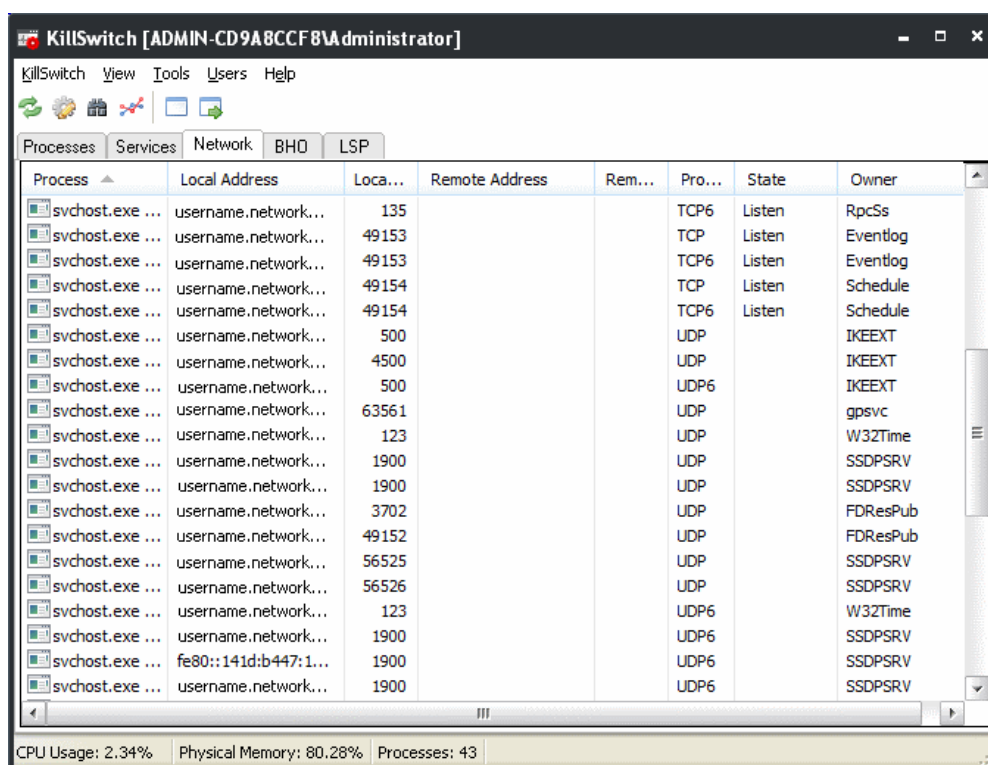 KillSwitch [ADMIN-CD9A8CCF8\Administrator]
KillSwitch View Tools Users Help
Processes Services Network BHO LSP
Process Local Address Loca... Remote Address Rem... Pro... State Owner
svchost.exe ... username.network... 135 TCP6 Listen RpcSs
svchost.exe ... username.network... 49153 TCP Listen Eventlog
svchost.exe ... username.network... 49153 TCP6 Listen Eventlog
svchost.exe ... username.network... 49154 TCP Listen Schedule
svchost.exe ... username.network... 49154 TCP6 Listen Schedule
svchost.exe ... username.network... 500 UDP IKEEXT
svchost.exe ... username.network... 4500 UDP IKEEXT
svchost.exe ... username.network... 500 UDP6 IKEEXT
svchost.exe ... username.network... 63561 UDP gpsvc
svchost.exe ... username.network... 123 UDP W32Time
svchost.exe ... username.network... 1900 UDP SSDPSRV
svchost.exe ... username.network... 1900 UDP SSDPSRV
svchost.exe ... username.network... 3702 UDP FDResPub
svchost.exe ... username.network... 49152 UDP FDResPub
svchost.exe ... username.network... 56525 UDP SSDPSRV
svchost.exe ... username.network... 56526 UDP SSDPSRV
svchost.exe ... username.network... 123 UDP6 W32Time
svchost.exe ... username.network... 1900 UDP6 SSDPSRV
svchost.exe ... fe80::141d:b447:1... 1900 UDP6 SSDPSRV
svchost.exe ... username.network... 1900 UDP6 SSDPSRV
CPU Usage: 2.34% Physical Memory: 80.28% Processes: 43